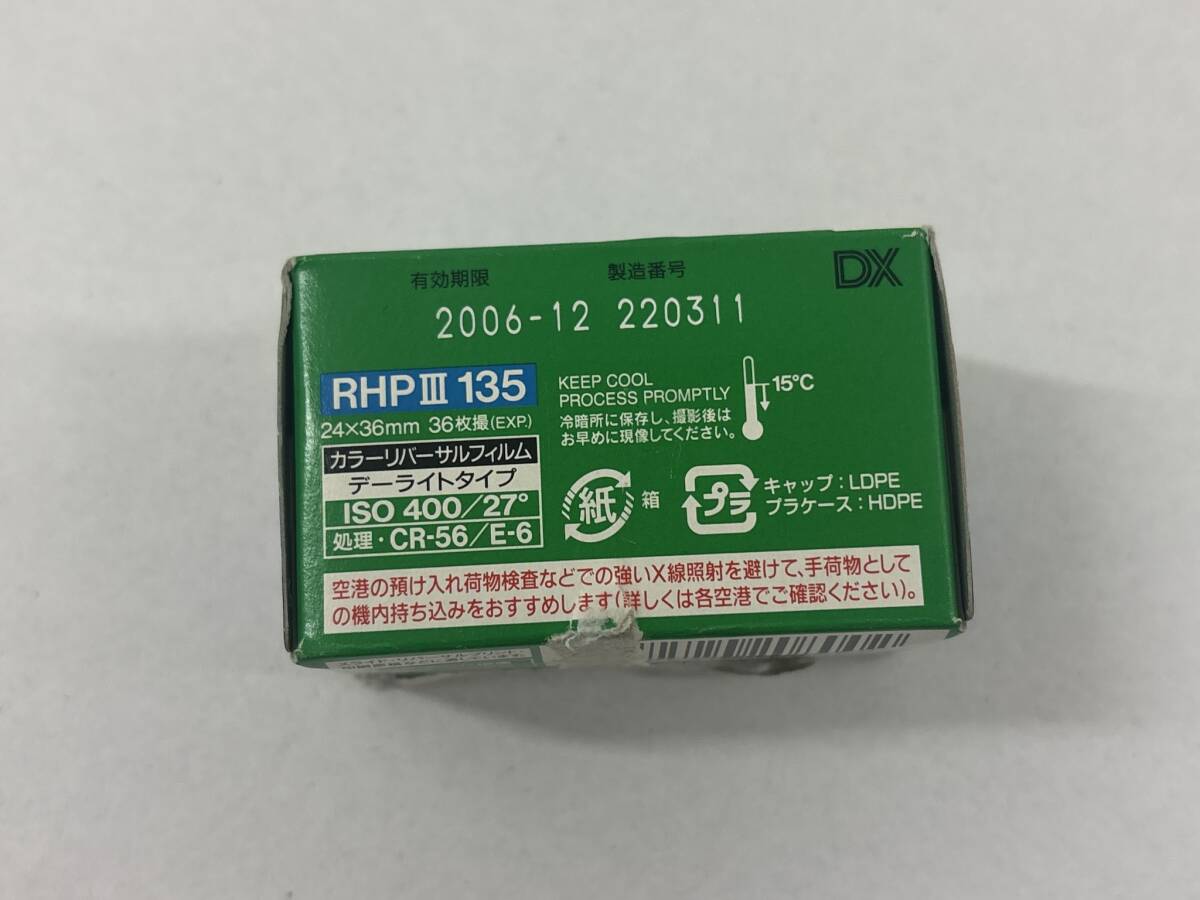 有効期限 製造番号 DX
2006-12 220311
RHPⅢ 135
24×36mm 36枚撮(EXP.)
カラーリバーサルフィルム
デーライトタイプ
ISO 400/27°
処理・CR-56/E-6
KEEP COOL
PROCESS PROMPTLY
冷暗所に保存し、撮影後は
お早めに現像してください。
15℃
紙 箱
プラ
キャップ:LDPE
プラケース:HDPE
空港の預け入れ荷物検査などでの強いX線照射を避けて、手荷物として
の機内持ち込みをおすすめします(詳しくは各空港でご確認ください)。